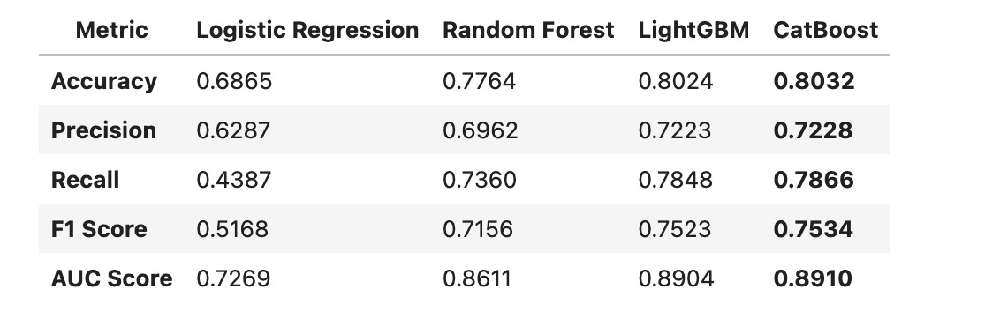 Metric Logistic Regression Random Forest LightGBM CatBoost
Accuracy 0.6865 0.7764 0.8024 0.8032
Precision 0.6287 0.6962 0.7223 0.7228
Recall 0.4387 0.7360 0.7848 0.7866
F1 Score 0.5168 0.7156 0.7523 0.7534
AUC Score 0.7269 0.8611 0.8904 0.8910